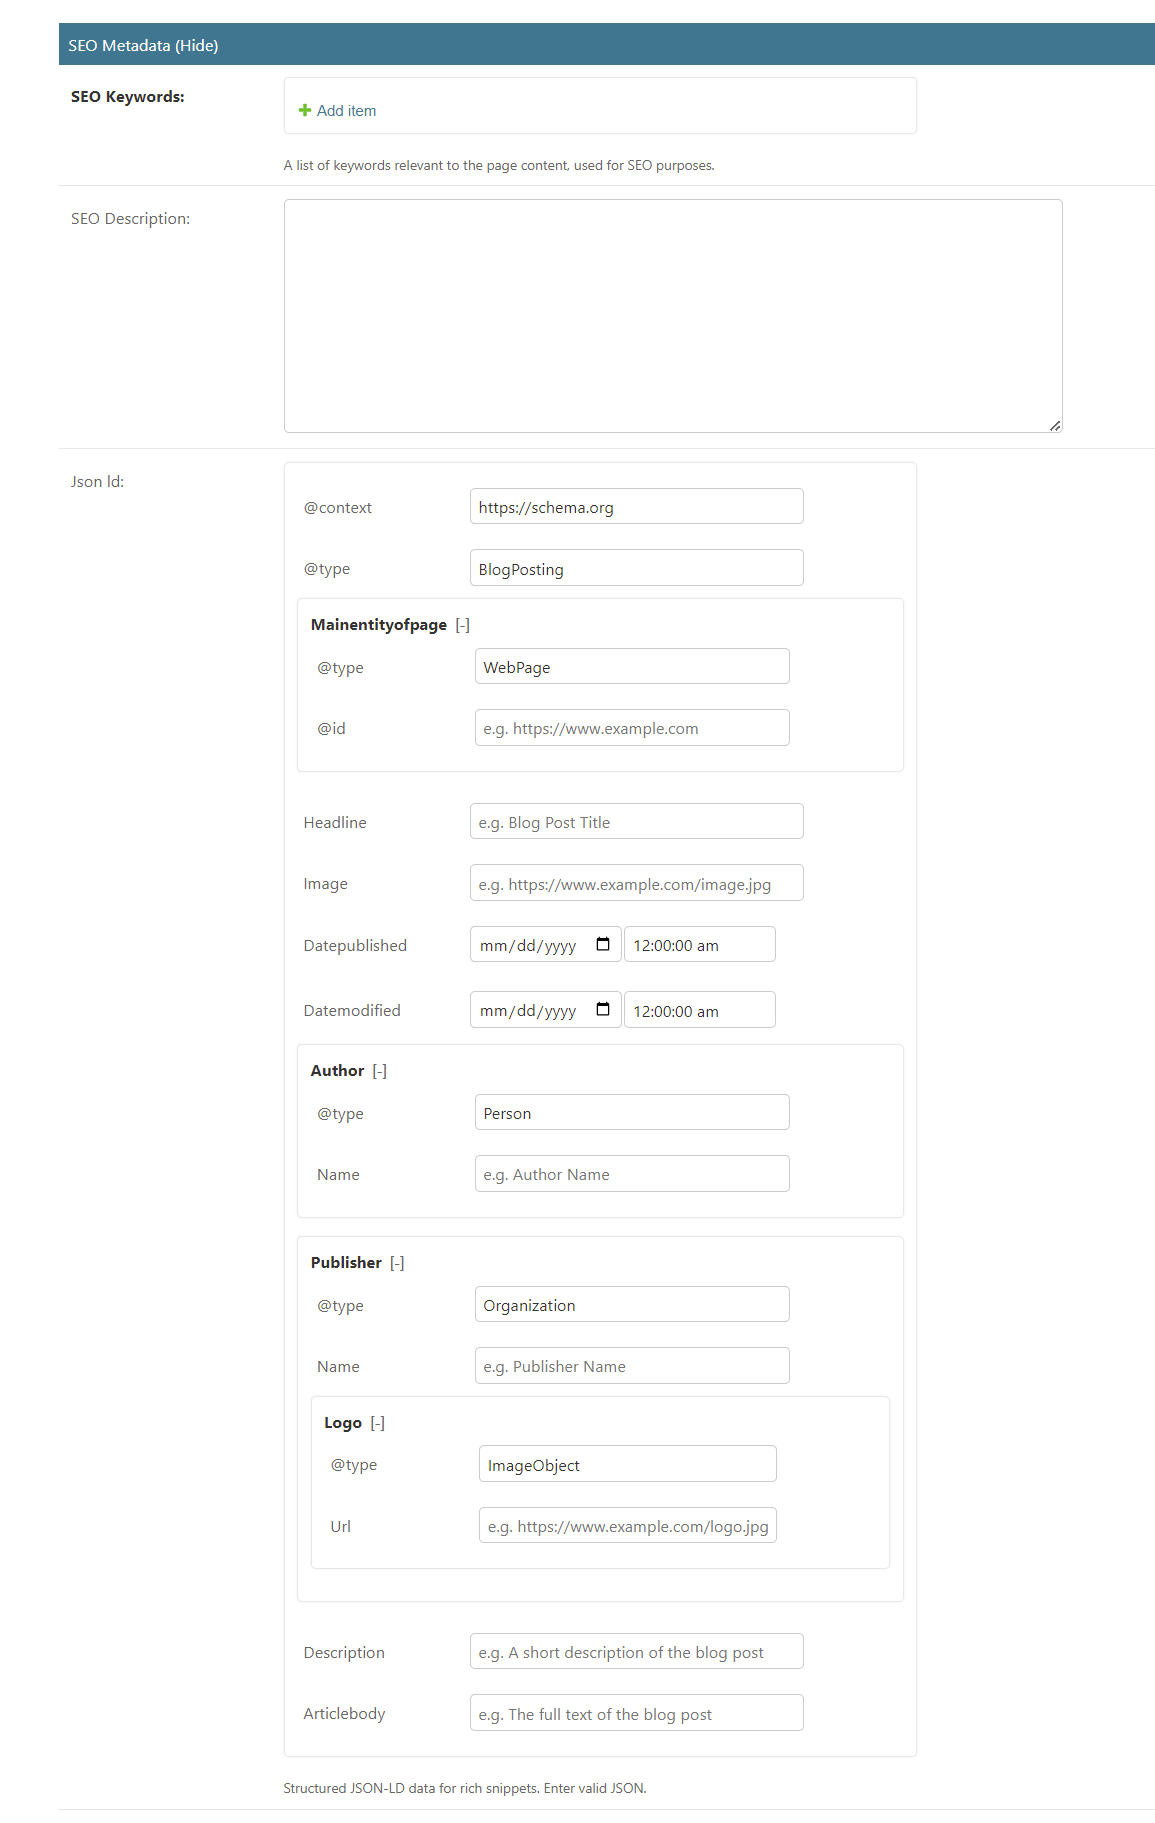 SEO Metadata (Hide)
SEO Keywords:
Add item
A list of keywords relevant to the page content, used for SEO purposes.
SEO Description:
Json ld:
@context
https://schema.org
@type
BlogPosting
Mainentityofpage [-]
@type
WebPage
@id
e.g. https://www.example.com
Headline
e.g. Blog Post Title
Image
e.g. https://www.example.com/image.jpg
Datepublished
mm/dd/yyyy 12:00:00 am
Datemodified
mm/dd/yyyy 12:00:00 am
Author [-]
@type
Person
Name
e.g. Author Name
Publisher [-]
@type
Organization
Name
e.g. Publisher Name
Logo [-]
@type
ImageObject
Url
e.g. https://www.example.com/logo.jpg
Description
e.g. A short description of the blog post
Articlebody
e.g. The full text of the blog post
Structured JSON-LD data for rich snippets. Enter valid JSON.